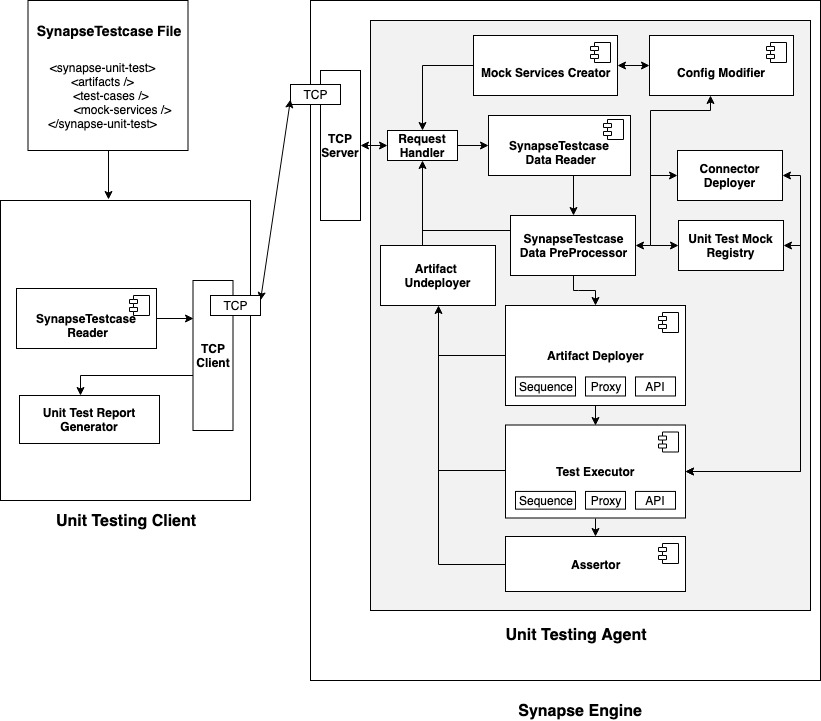 SynapseTestcase File
<synapse-unit-test>
<artifacts />
<test-cases />
<mock-services />
</synapse-unit-test>
SynapseTestcase
Reader
TCP
TCP
Client
Unit Test Report
Generator
Unit Testing Client
TCP
TCP
Server
Mock Services Creator
Config Modifier
Request
Handler
SynapseTestcase
Data Reader
Connector
Deployer
SynapseTestcase
Data PreProcessor
Unit Test Mock
Registry
Artifact
Undeployer
Artifact Deployer
Sequence
Proxy
API
Test Executor
Sequence
Proxy
API
Assertor
Unit Testing Agent
Synapse Engine